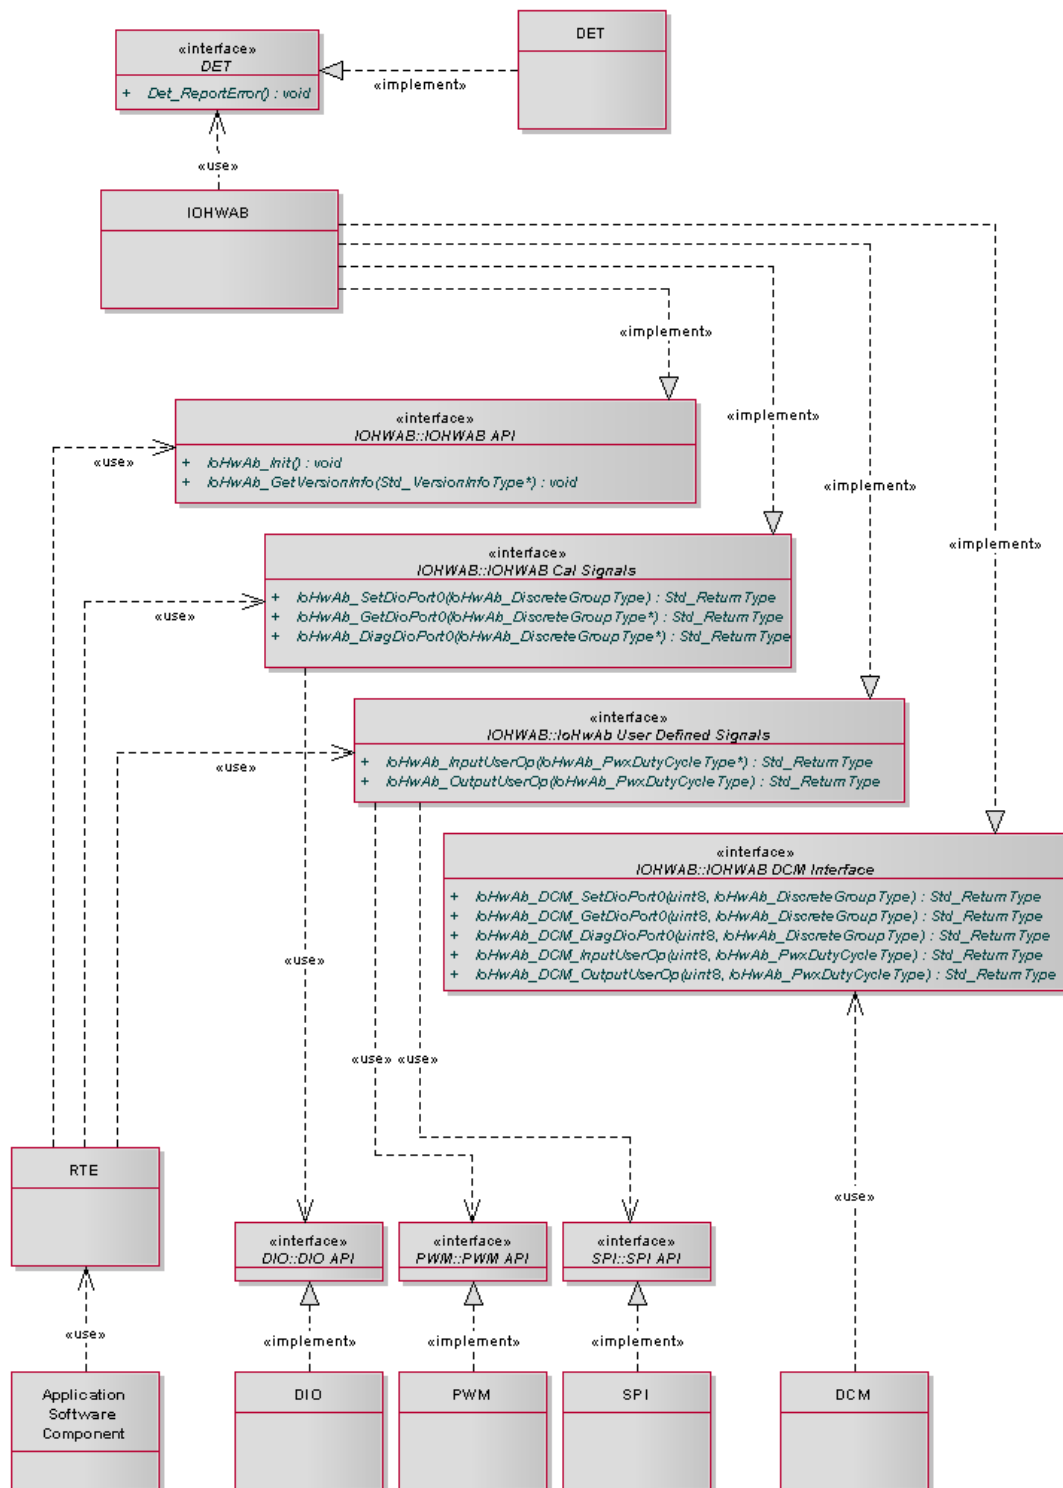 «interface»
DET
+ Det_ReportError() : void
DET
«implement»
«use»
IOHWAB
«implement»
«implement»
«implement»
«implement»
«interface»
IOHWAB::IOHWAB API
+ IoHwAb_Init() : void
+ IoHwAb_GetVersionInfo(Std_VersionInfoType*) : void
«use»
«interface»
IOHWAB::IOHWAB Cal Signals
+ IoHwAb_SetDioPort0(IoHwAb_DiscreteGroupType) : Std_ReturnType
+ IoHwAb_GetDioPort0(IoHwAb_DiscreteGroupType*) : Std_ReturnType
+ IoHwAb_DiagDioPort0(IoHwAb_DiscreteGroupType*) : Std_ReturnType
«use»
«interface»
IOHWAB::IoHwAb User Defined Signals
+ IoHwAb_InputUserOp(IoHwAb_PwxDutyCycleType*) : Std_ReturnType
+ IoHwAb_OutputUserOp(IoHwAb_PwxDutyCycleType) : Std_ReturnType
«use»
«interface»
IOHWAB::IOHWAB DCM Interface
+ IoHwAb_DCM_SetDioPort0(uint8, IoHwAb_DiscreteGroupType) : Std_ReturnType
+ IoHwAb_DCM_GetDioPort0(uint8, IoHwAb_DiscreteGroupType) : Std_ReturnType
+ IoHwAb_DCM_DiagDioPort0(uint8, IoHwAb_DiscreteGroupType) : Std_ReturnType
+ IoHwAb_DCM_InputUserOp(uint8, IoHwAb_PwxDutyCycleType) : Std_ReturnType
+ IoHwAb_DCM_OutputUserOp(uint8, IoHwAb_PwxDutyCycleType) : Std_ReturnType
«use»
«use» «use»
RTE
«use»
«interface»
DIO::DIO API
«interface»
PWM::PWM API
«interface»
SPI::SPI API
«use»
«implement»
«implement»
«implement»
Application
Software
Component
DIO
PWM
SPI
DCM